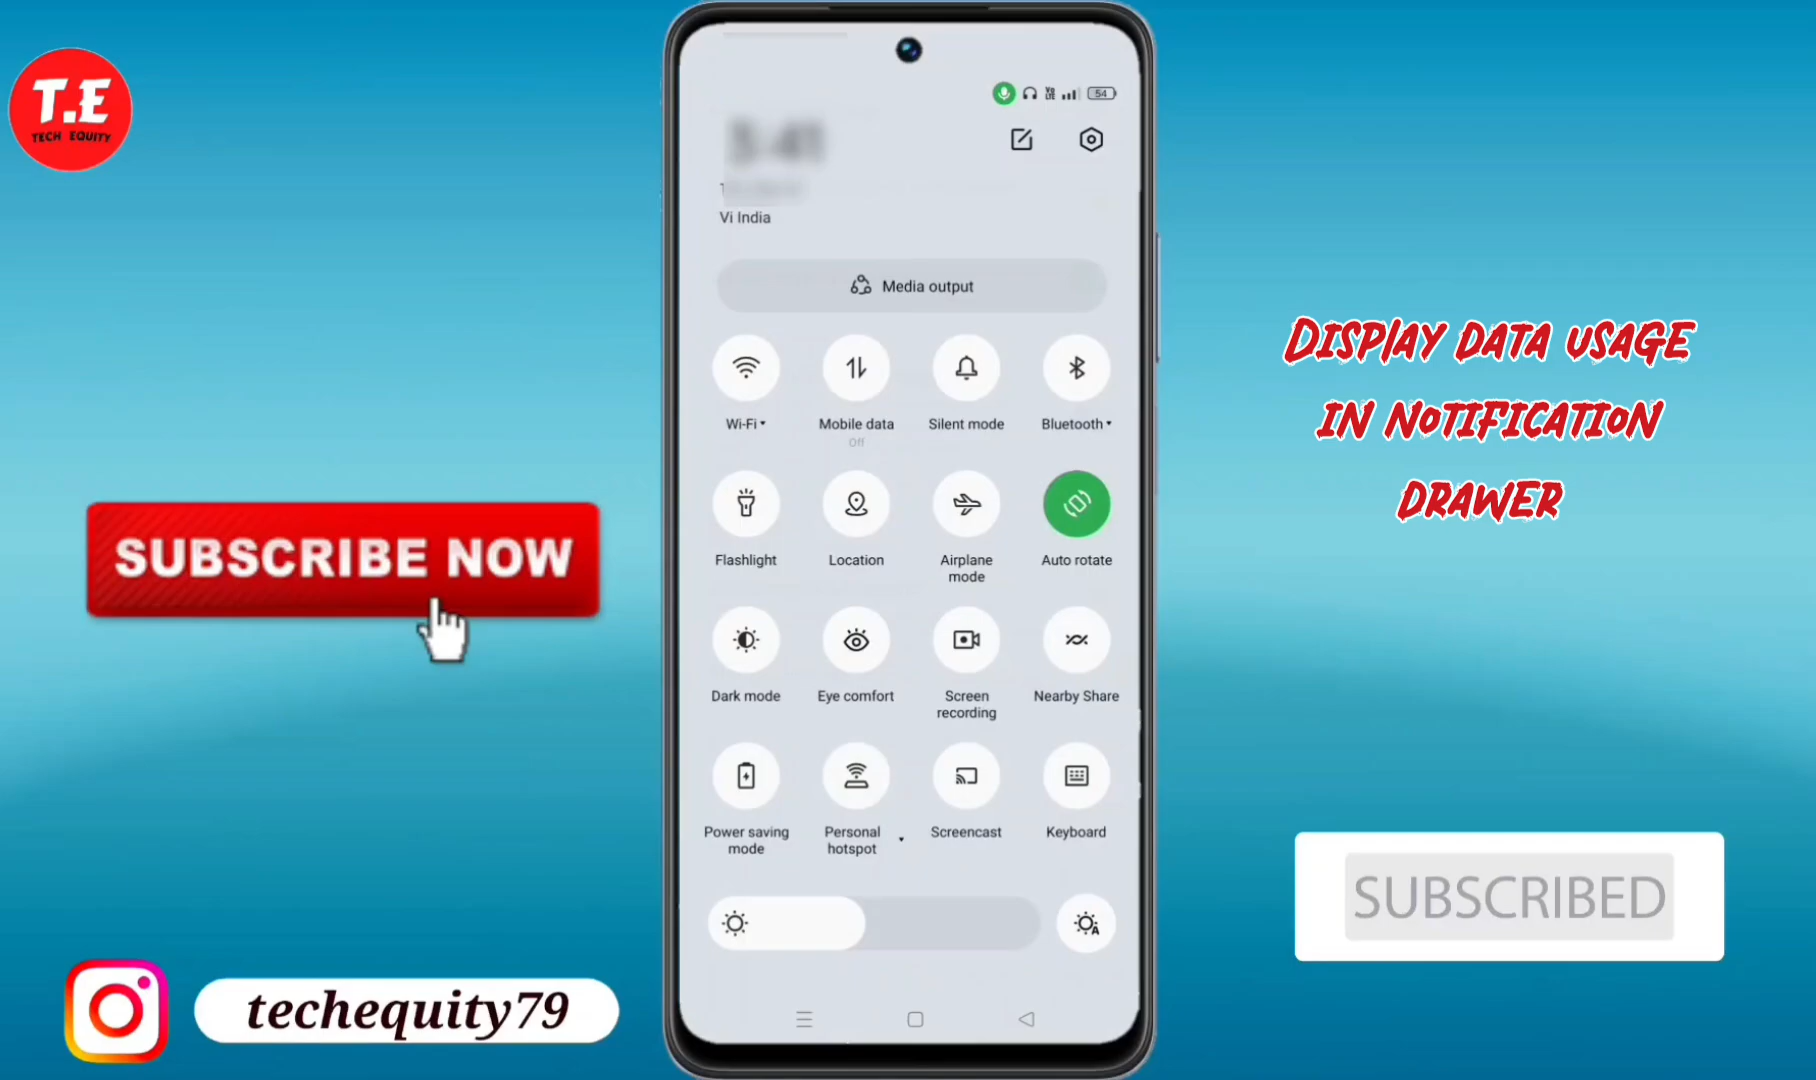 T.E
TECH EQUITY
54
Vi India
Media output
Wi-Fi
Mobile data
Off
Silent mode
Bluetooth
Flashlight
Location
Airplane
mode
Auto rotate
Dark mode
Eye comfort
Screen
recording
Nearby Share
Power saving
mode
Personal
hotspot
Screencast
Keyboard
A
SUBSCRIBE NOW
techequity79
DISPLAY DATA USAGE
IN NOTIFICATION
DRAWER
SUBSCRIBED